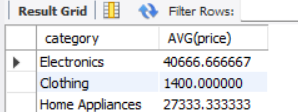 Result Grid Filter Rows:
category AVG(price)
Electronics 40666.666667
Clothing 1400.000000
Home Appliances 27333.333333